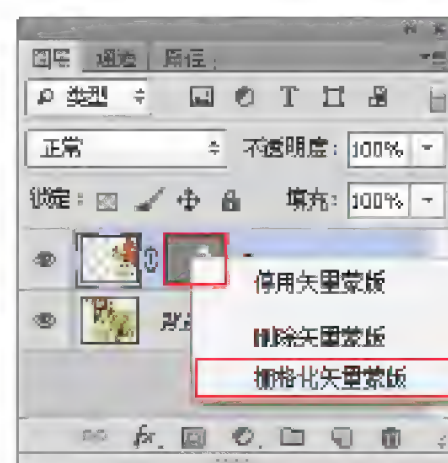 图层 通道 路径
类型 T
正常 不透明度: 100%
锁定: 填充: 100%
停用矢量蒙版
删除矢量蒙版
栅格化矢量蒙版
fx.